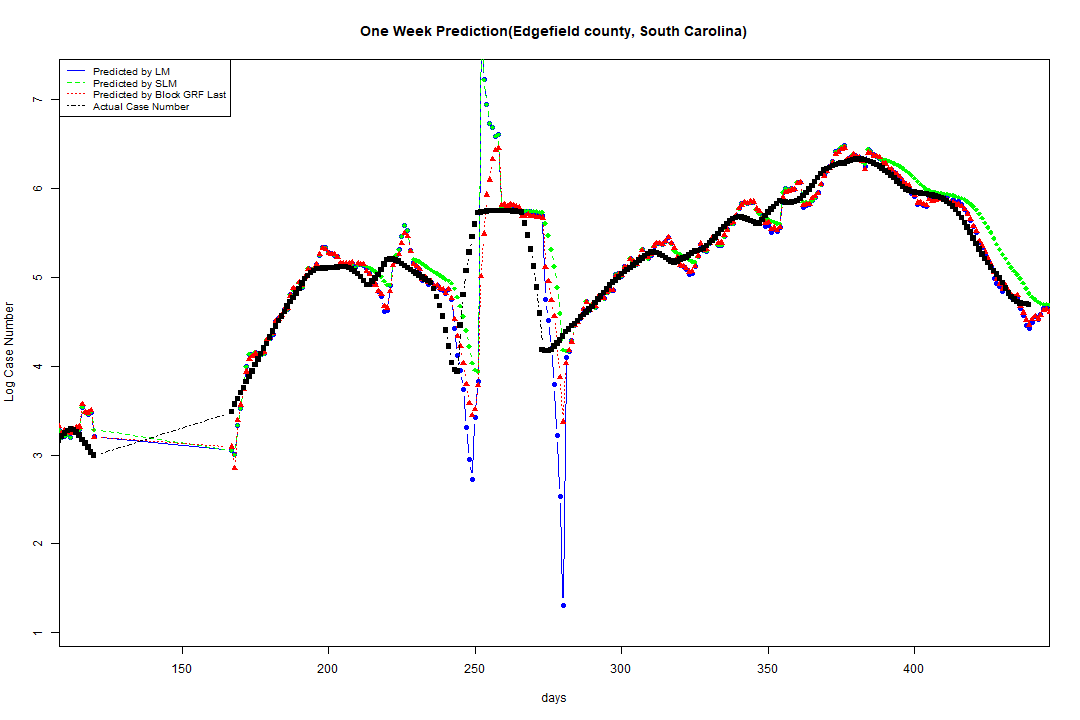 One Week Prediction(Edgefield county, South Carolina)
Predicted by LM
Predicted by SLM
Predicted by Block GRF Last
Actual Case Number
7
6
5
4
3
2
1
Log Case Number
150 200 250 300 350 400
days